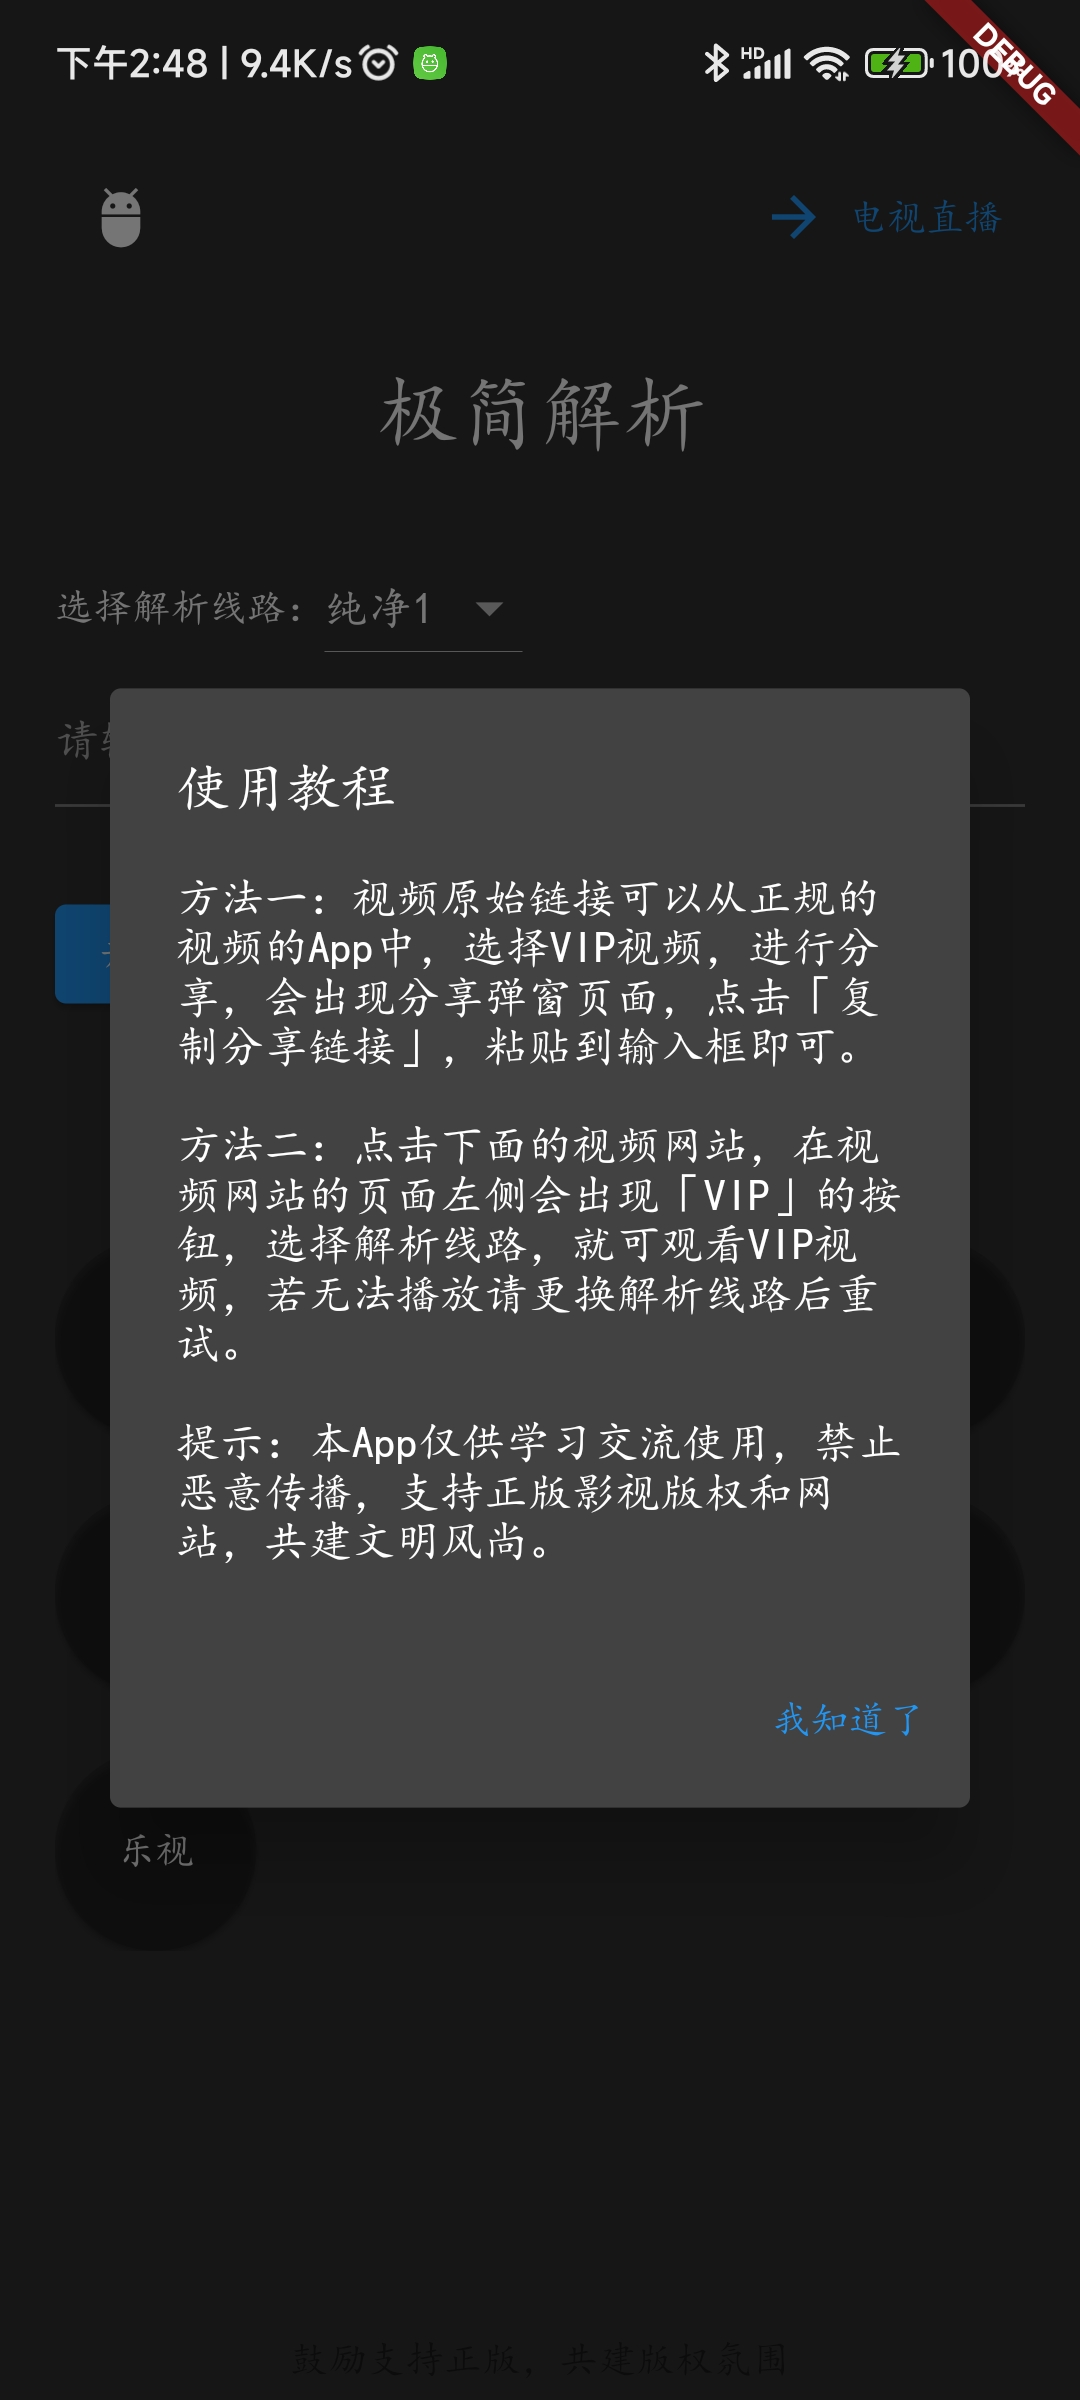 下午2:48 | 9.4K/s
HD
100
DEBUG
电视直播
极简解析
选择解析线路：纯净1
请
使用教程
方法一：视频原始链接可以从正规的
视频的App中，选择VIP视频，进行分
享，会出现分享弹窗页面，点击「复
制分享链接」，粘贴到输入框即可。
方法二：点击下面的视频网站，在视
频网站的页面左侧会出现「VIP」的按
钮，选择解析线路，就可观看VIP视
频，若无法播放请更换解析线路后重
试。
提示：本App仅供学习交流使用，禁止
恶意传播，支持正版影视版权和网
站，共建文明风尚。
我知道了
乐视
鼓励支持正版，共建版权氛围